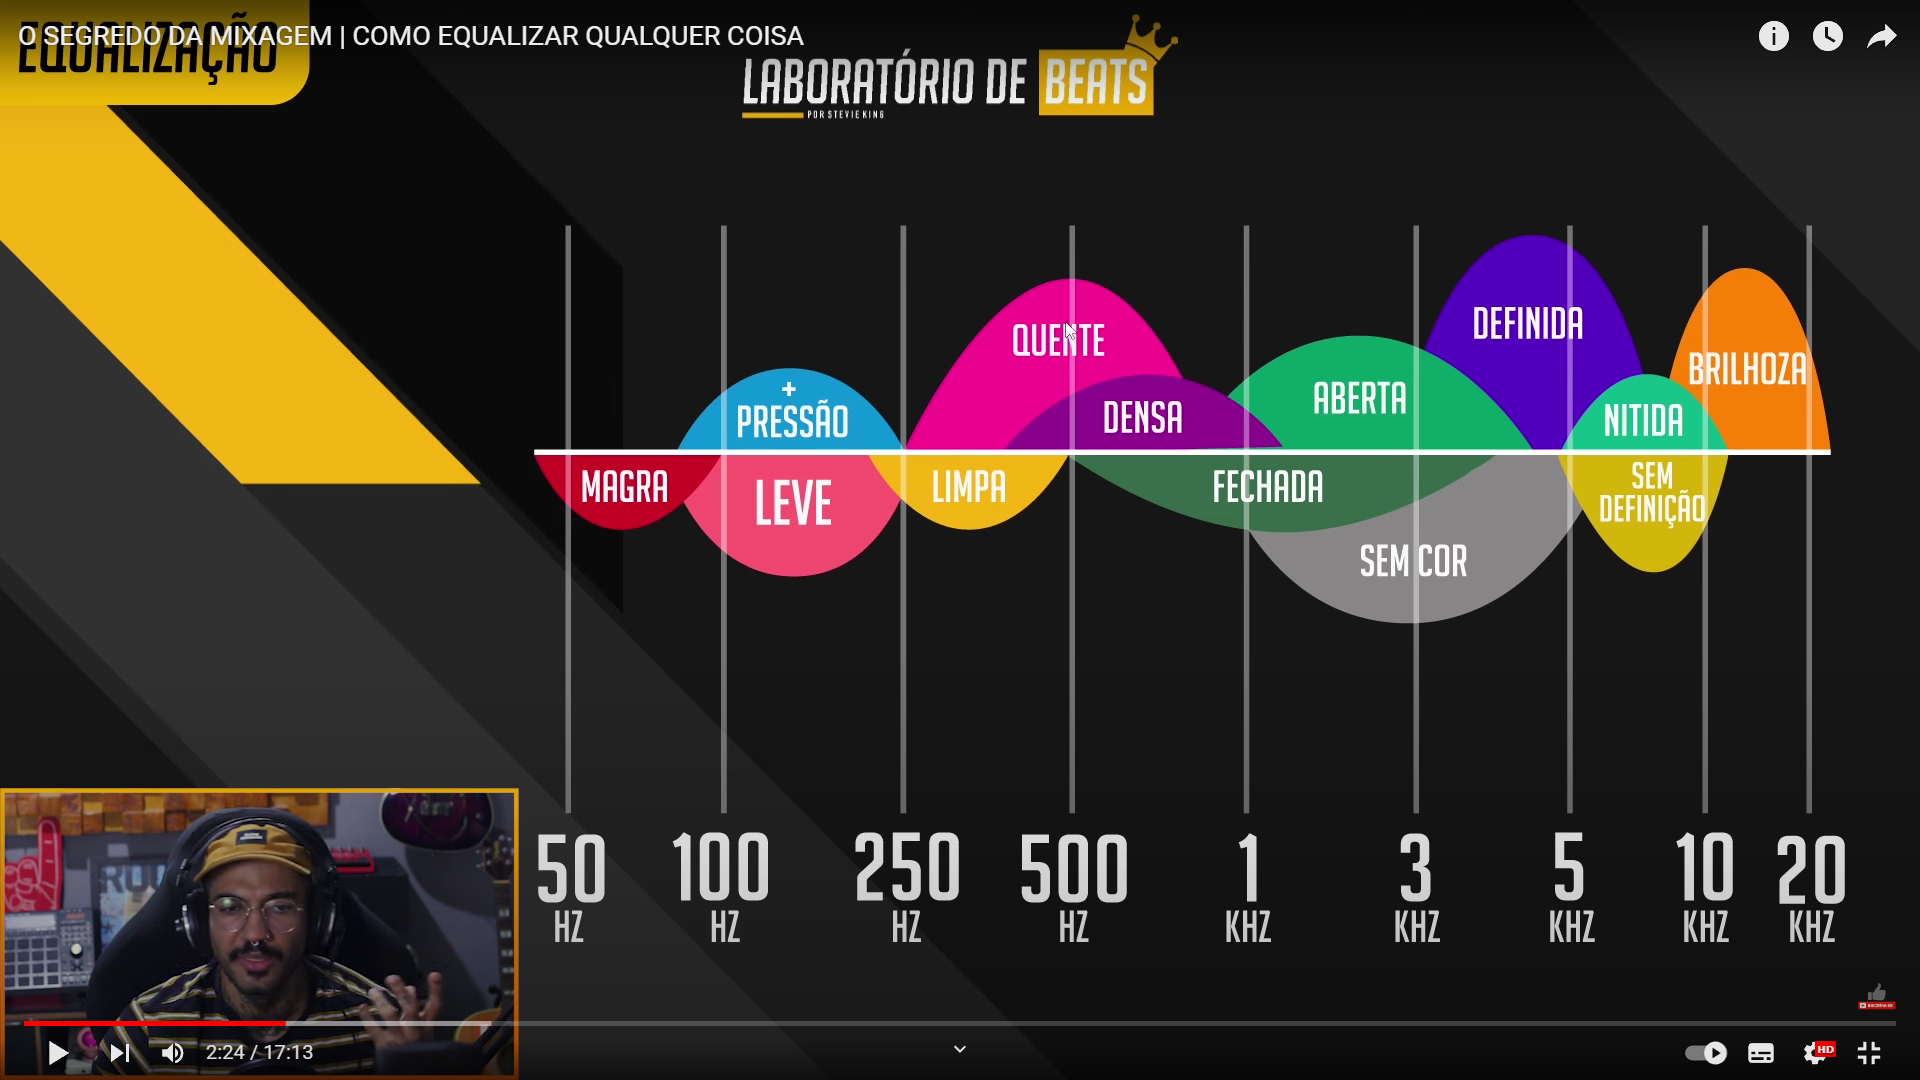 O SEGREDO DA MIXAGEM | COMO EQUALIZAR QUALQUER COISA
EQUALIZAÇÃO
LABORATÓRIO DE BEATS
POR STEVIE KING
QUENTE
DEFINIDA
BRILHOZA
+
PRESSÃO
DENSA
ABERTA
NITIDA
MAGRA
LEVE
LIMPA
FECHADA
SEM COR
SEM
DEFINIÇÃO
50 100 250 500 1 3 5 10 20
HZ HZ HZ HZ KHZ KHZ KHZ KHZ KHZ
2:24 / 17:13
HD